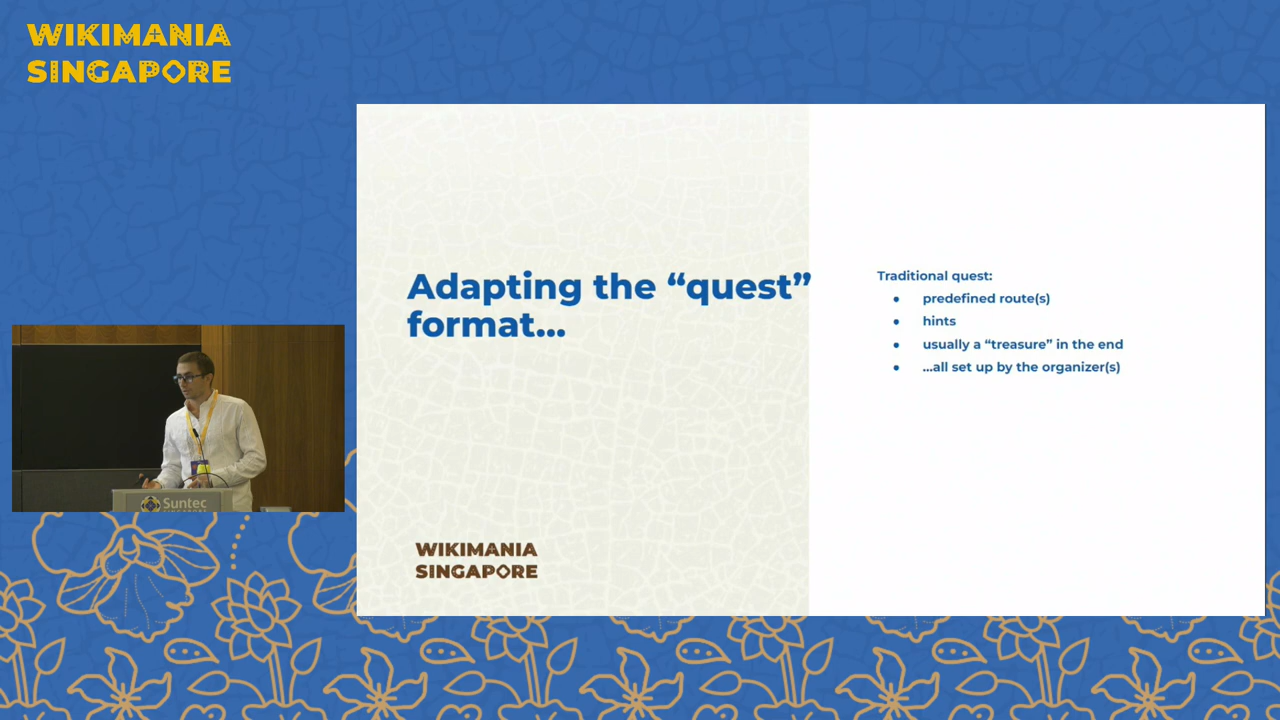 WIKIMANIA
SINGAPORE
Adapting the “quest”
format...
Traditional quest:
● predefined route(s)
● hints
● usually a “treasure” in the end
● ...all set up by the organizer(s)
WIKIMANIA
SINGAPORE
Suntec
SINGAPORE